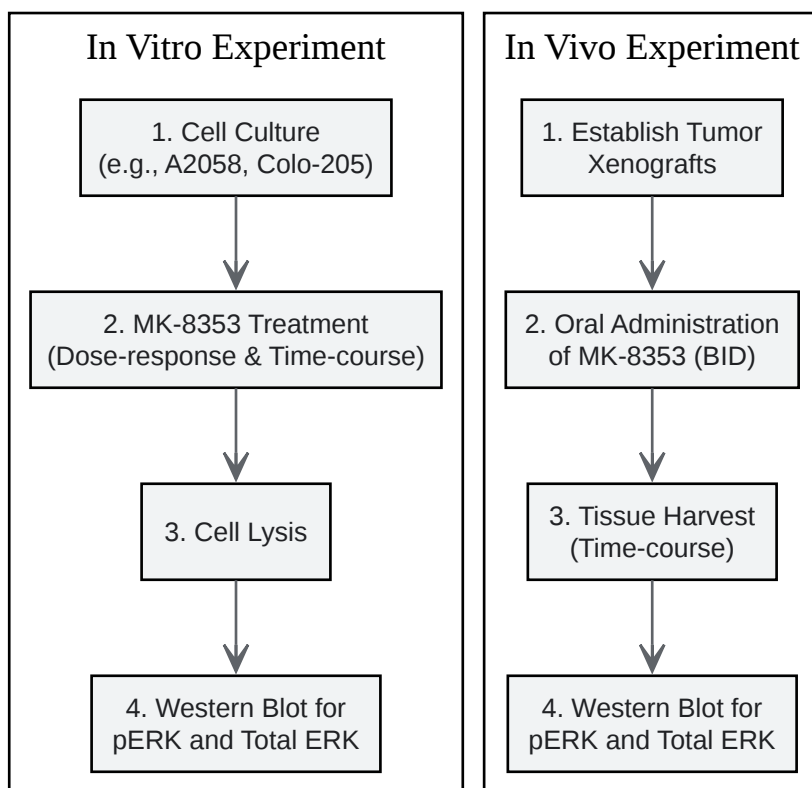 In Vitro Experiment
1. Cell Culture
(e.g., A2058, Colo-205)
2. MK-8353 Treatment
(Dose-response & Time-course)
3. Cell Lysis
4. Western Blot for
pERK and Total ERK
In Vivo Experiment
1. Establish Tumor
Xenografts
2. Oral Administration
of MK-8353 (BID)
3. Tissue Harvest
(Time-course)
4. Western Blot for
pERK and Total ERK